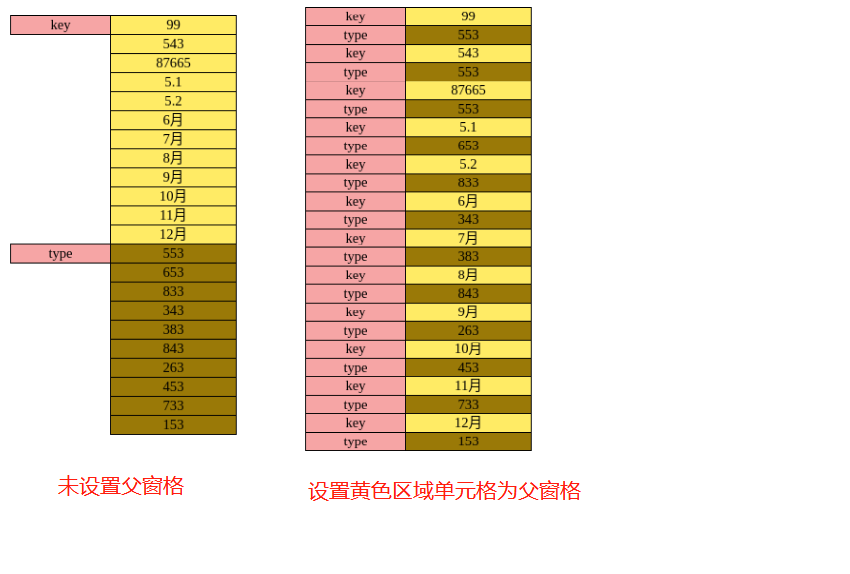 key 99
543
87665
5.1
5.2
6月
7月
8月
9月
10月
11月
12月
type 553
653
833
343
383
843
263
453
733
153
未设置父窗格
key 99
type 553
key 543
type 553
key 87665
type 553
key 5.1
type 653
key 5.2
type 833
key 6月
type 343
key 7月
type 383
key 8月
type 843
key 9月
type 263
key 10月
type 453
key 11月
type 733
key 12月
type 153
设置黄色区域单元格为父窗格